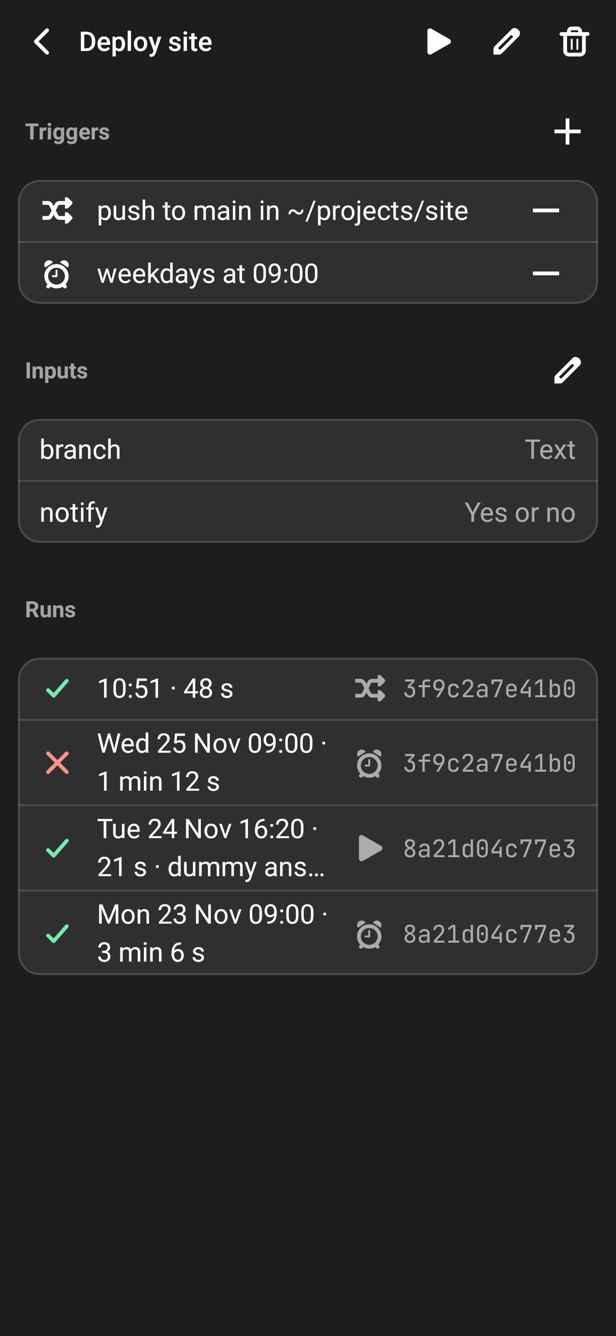 Deploy site
Triggers
push to main in ~/projects/site
weekdays at 09:00
Inputs
branch Text
notify Yes or no
Runs
10:51 · 48 s 3f9c2a7e41b0
Wed 25 Nov 09:00 ·
1 min 12 s 3f9c2a7e41b0
Tue 24 Nov 16:20 ·
21 s · dummy ans… 8a21d04c77e3
Mon 23 Nov 09:00 ·
3 min 6 s 8a21d04c77e3